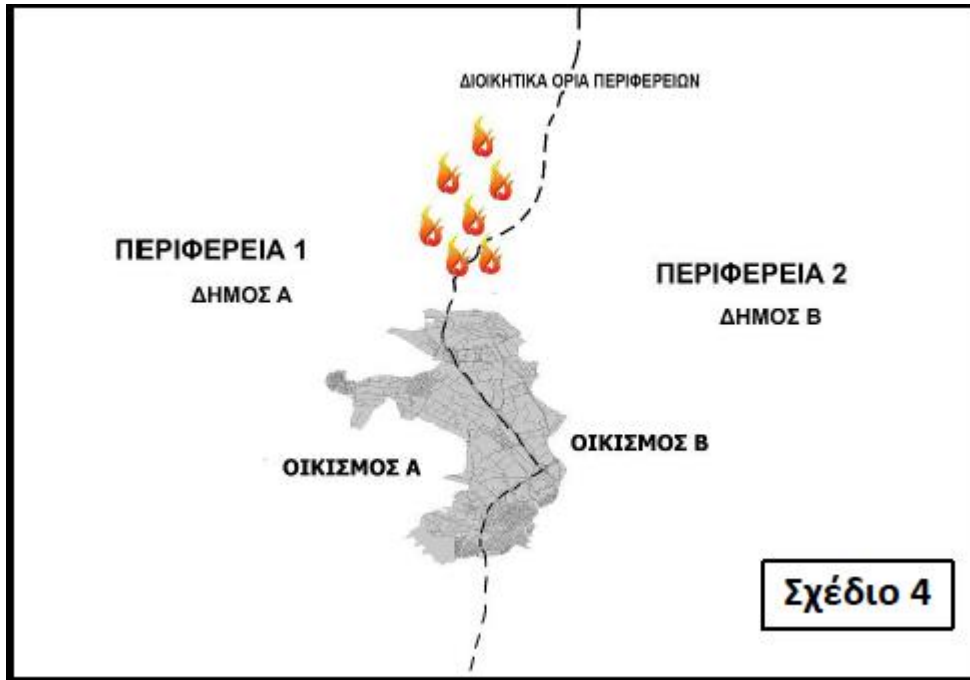 ΔΙΟΙΚΗΤΙΚΑ ΟΡΙΑ ΠΕΡΙΦΕΡΕΙΩΝ
ΠΕΡΙΦΕΡΕΙΑ 1
ΔΗΜΟΣ Α
ΠΕΡΙΦΕΡΕΙΑ 2
ΔΗΜΟΣ Β
ΟΙΚΙΣΜΟΣ Α
ΟΙΚΙΣΜΟΣ Β
Σχέδιο 4